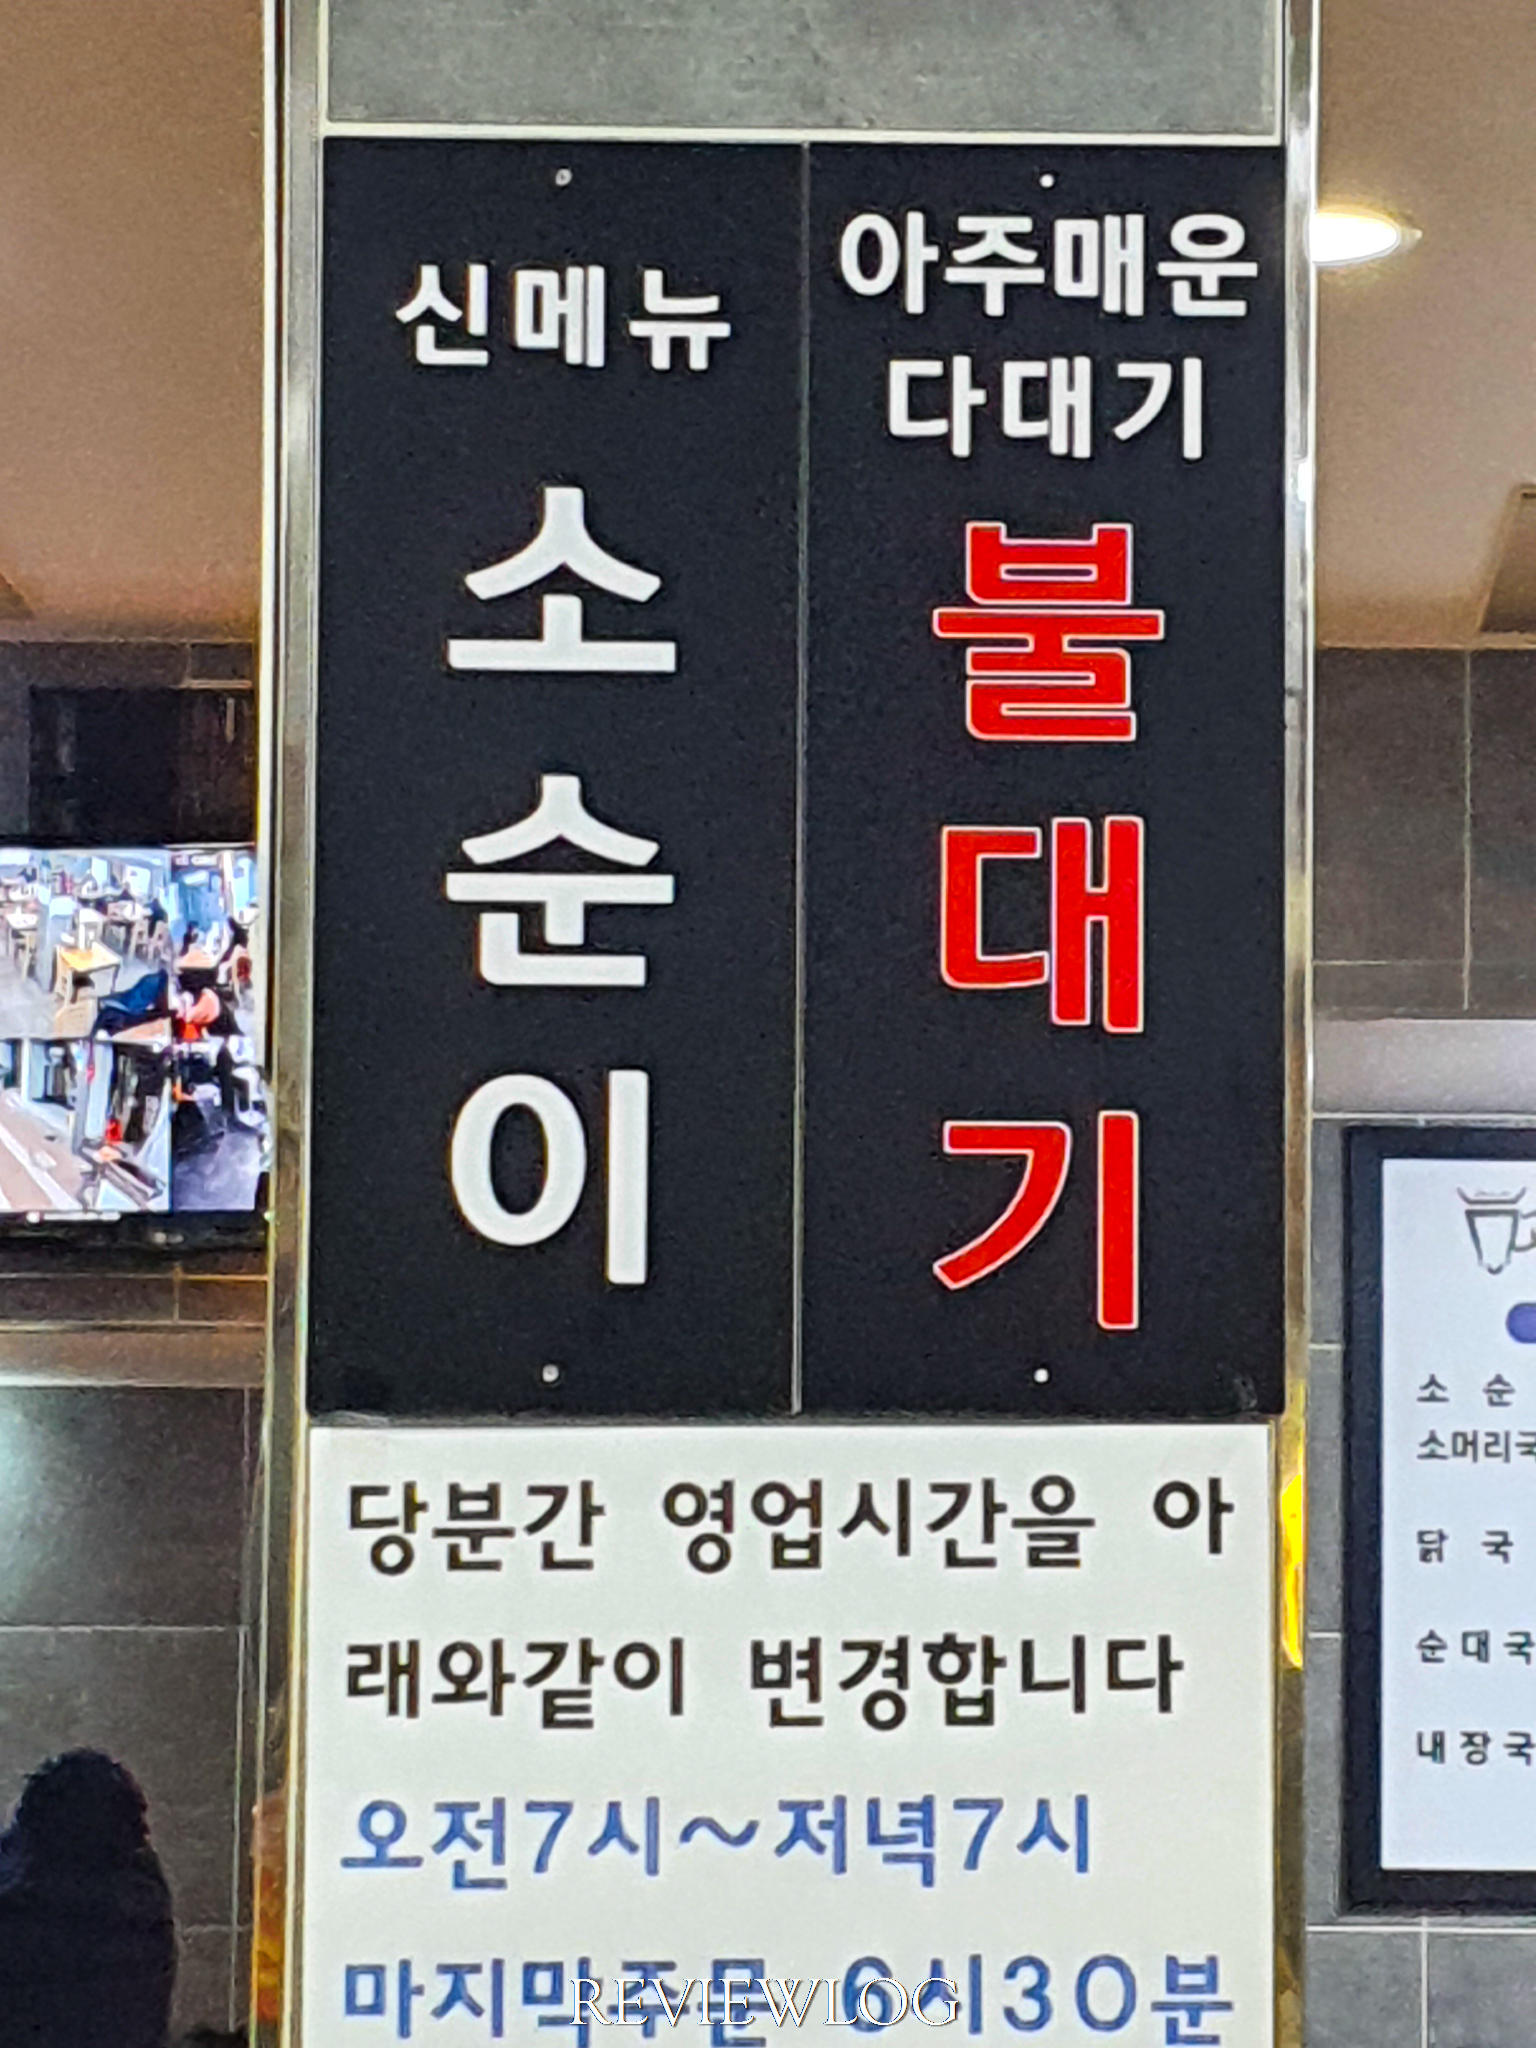 신메뉴
소순이
아주매운
다대기
불대기
당분간 영업시간을 아
래와같이 변경합니다
오전7시~저녁7시
마지막주문 6시30분
소 순
소머리국
닭 국
순대국
내장국
REVIEWLOG